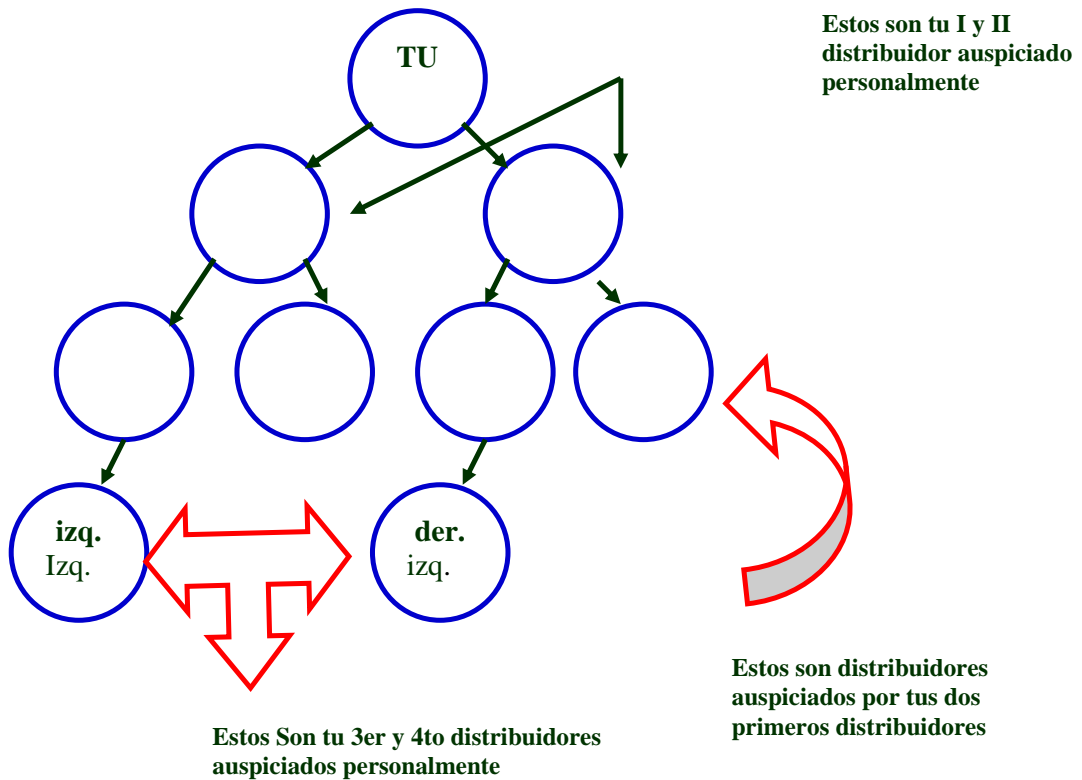 Estos son tu I y II
distribuidor auspiciado
personalmente
TU
izq.
Izq.
der.
izq.
Estos son distribuidores
auspiciados por tus dos
primeros distribuidores
Estos Son tu 3er y 4to distribuidores
auspiciados personalmente